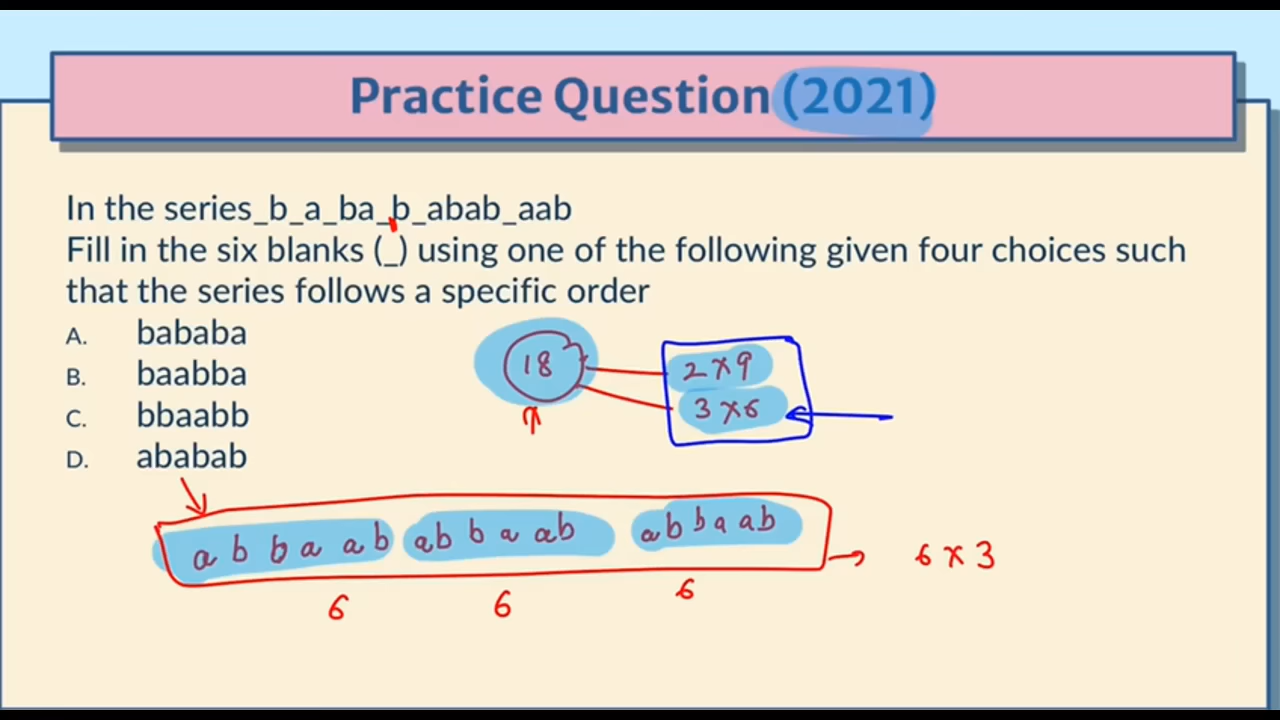 Practice Question (2021)
In the series_b_a_ba_b_abab_aab
Fill in the six blanks (_) using one of the following given four choices such
that the series follows a specific order
A. bababa
B. baabba
C. bbaabb
D. ababab
18
2 x 9
3 x 6
a b b a a b ab b a ab ab b a ab
6 x 3
6 6 6